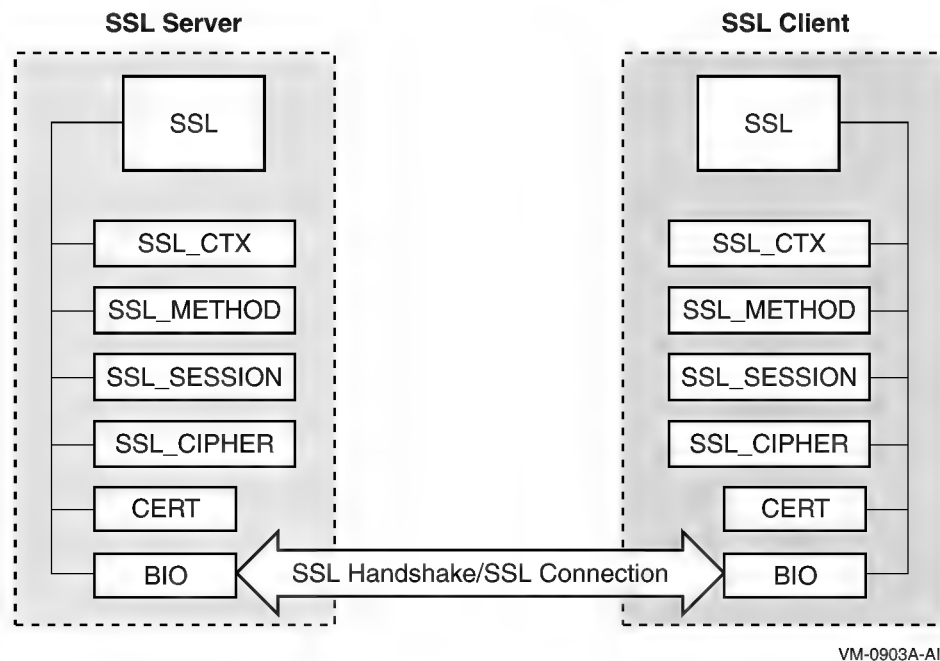 SSL Server
SSL
SSL_CTX
SSL_METHOD
SSL_SESSION
SSL_CIPHER
CERT
BIO
SSL Handshake/SSL Connection
SSL Client
SSL
SSL_CTX
SSL_METHOD
SSL_SESSION
SSL_CIPHER
CERT
BIO
VM-0903A-AI